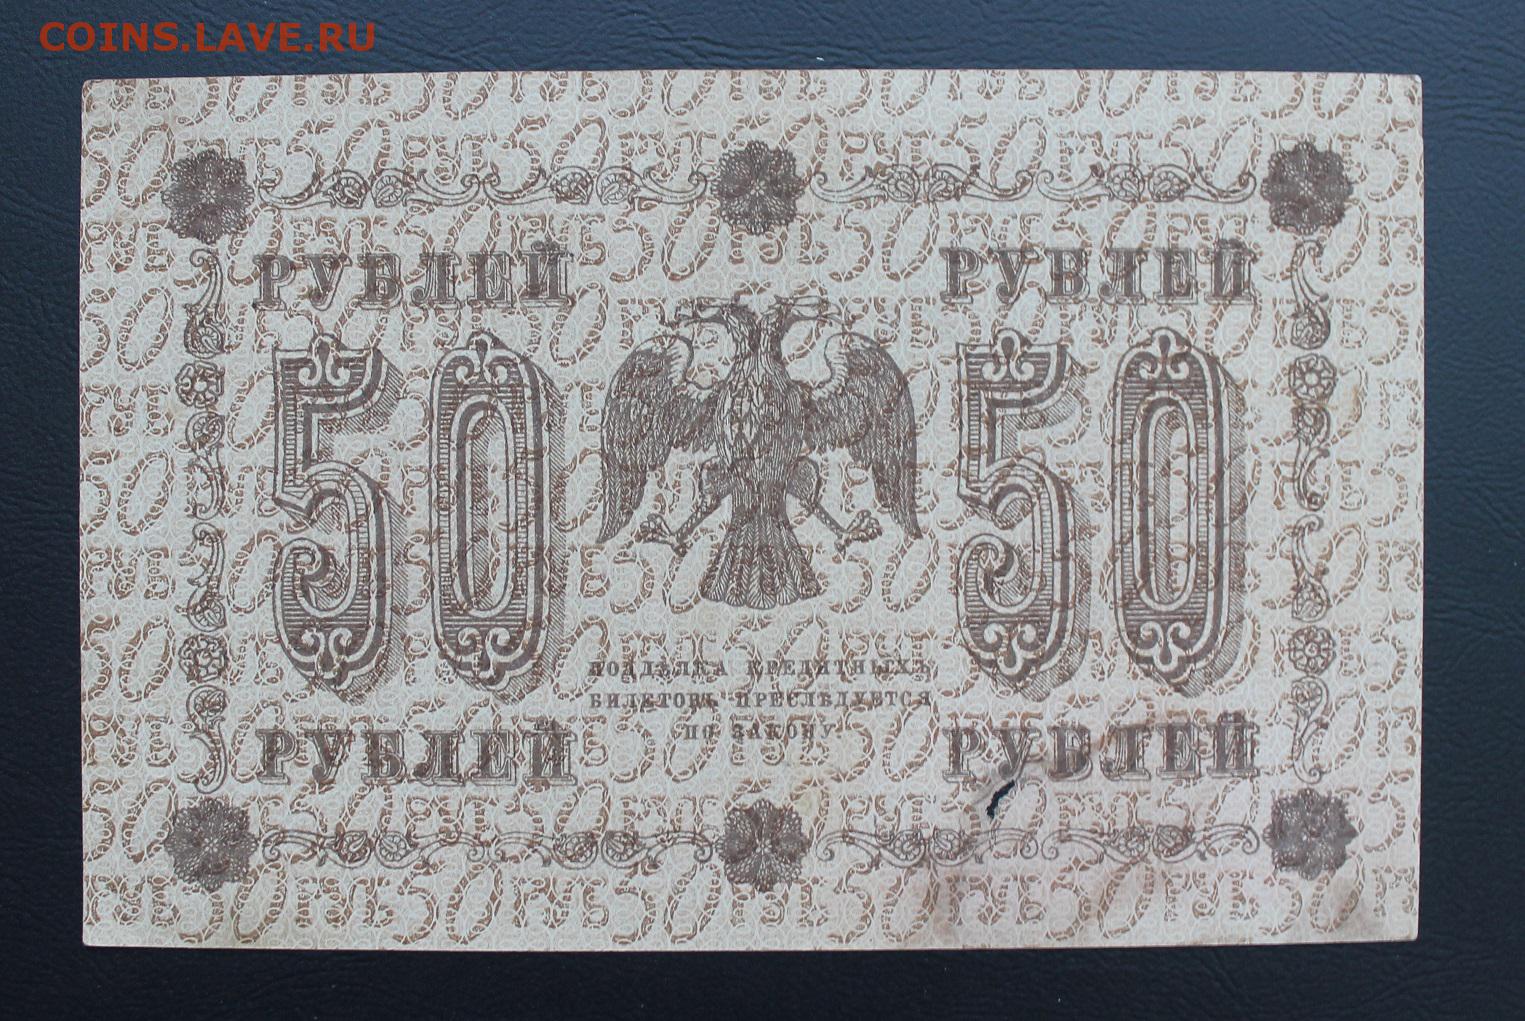 COINS.LAVE.RU
РУБЛЕЙ РУБЛЕЙ
50 50
ПОДДѢЛКА КРЕДИТНЫХЪ
БИЛЕТОВЪ ПРЕСЛѢДУЕТСЯ
ПО ЗАКОНУ
РУБЛЕЙ РУБЛЕЙ